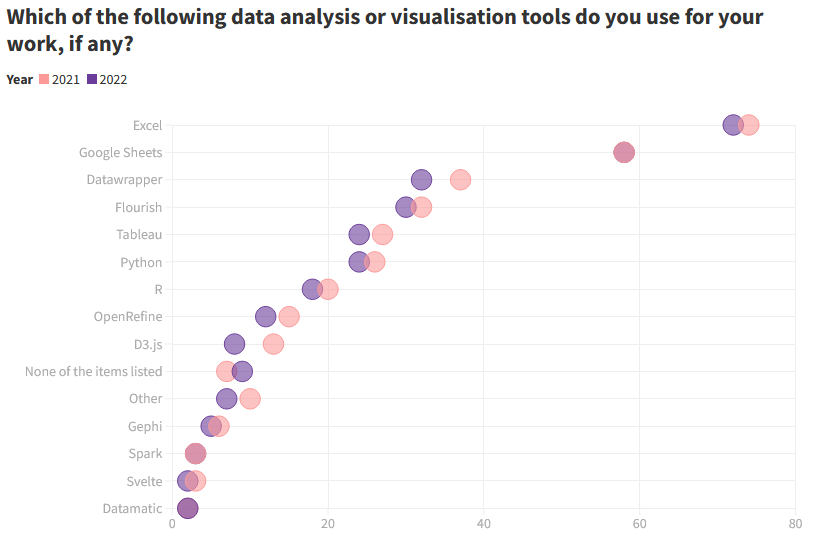 Which of the following data analysis or visualisation tools do you use for your
work, if any?
Year 2021 2022
Excel
Google Sheets
Datawrapper
Flourish
Tableau
Python
R
OpenRefine
D3.js
None of the items listed
Other
Gephi
Spark
Svelte
Datamatic
0 20 40 60 80